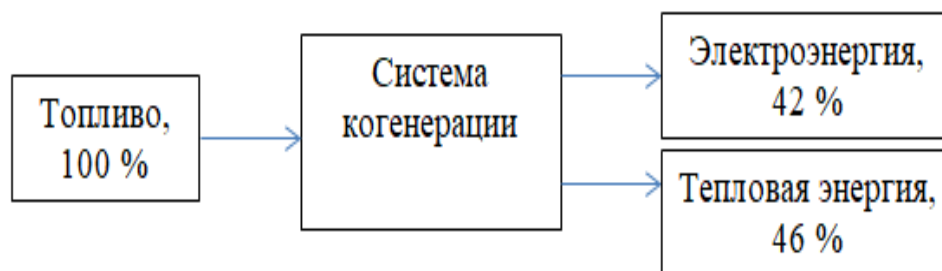 Топливо,
100 %
Система
когенерации
Электроэнергия,
42 %
Тепловая энергия,
46 %